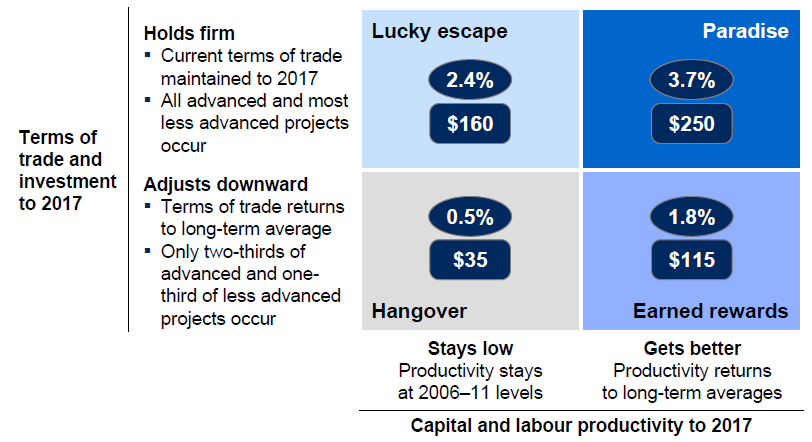 Terms of
trade and
investment
to 2017
Holds firm
▪ Current terms of trade
maintained to 2017
▪ All advanced and most
less advanced projects
occur
Adjusts downward
▪ Terms of trade returns
to long-term average
▪ Only two-thirds of
advanced and one-
third of less advanced
projects occur
Lucky escape
2.4%
$160
Paradise
3.7%
$250
0.5%
$35
Hangover
1.8%
$115
Earned rewards
Stays low
Productivity stays
at 2006–11 levels
Gets better
Productivity returns
to long-term averages
Capital and labour productivity to 2017